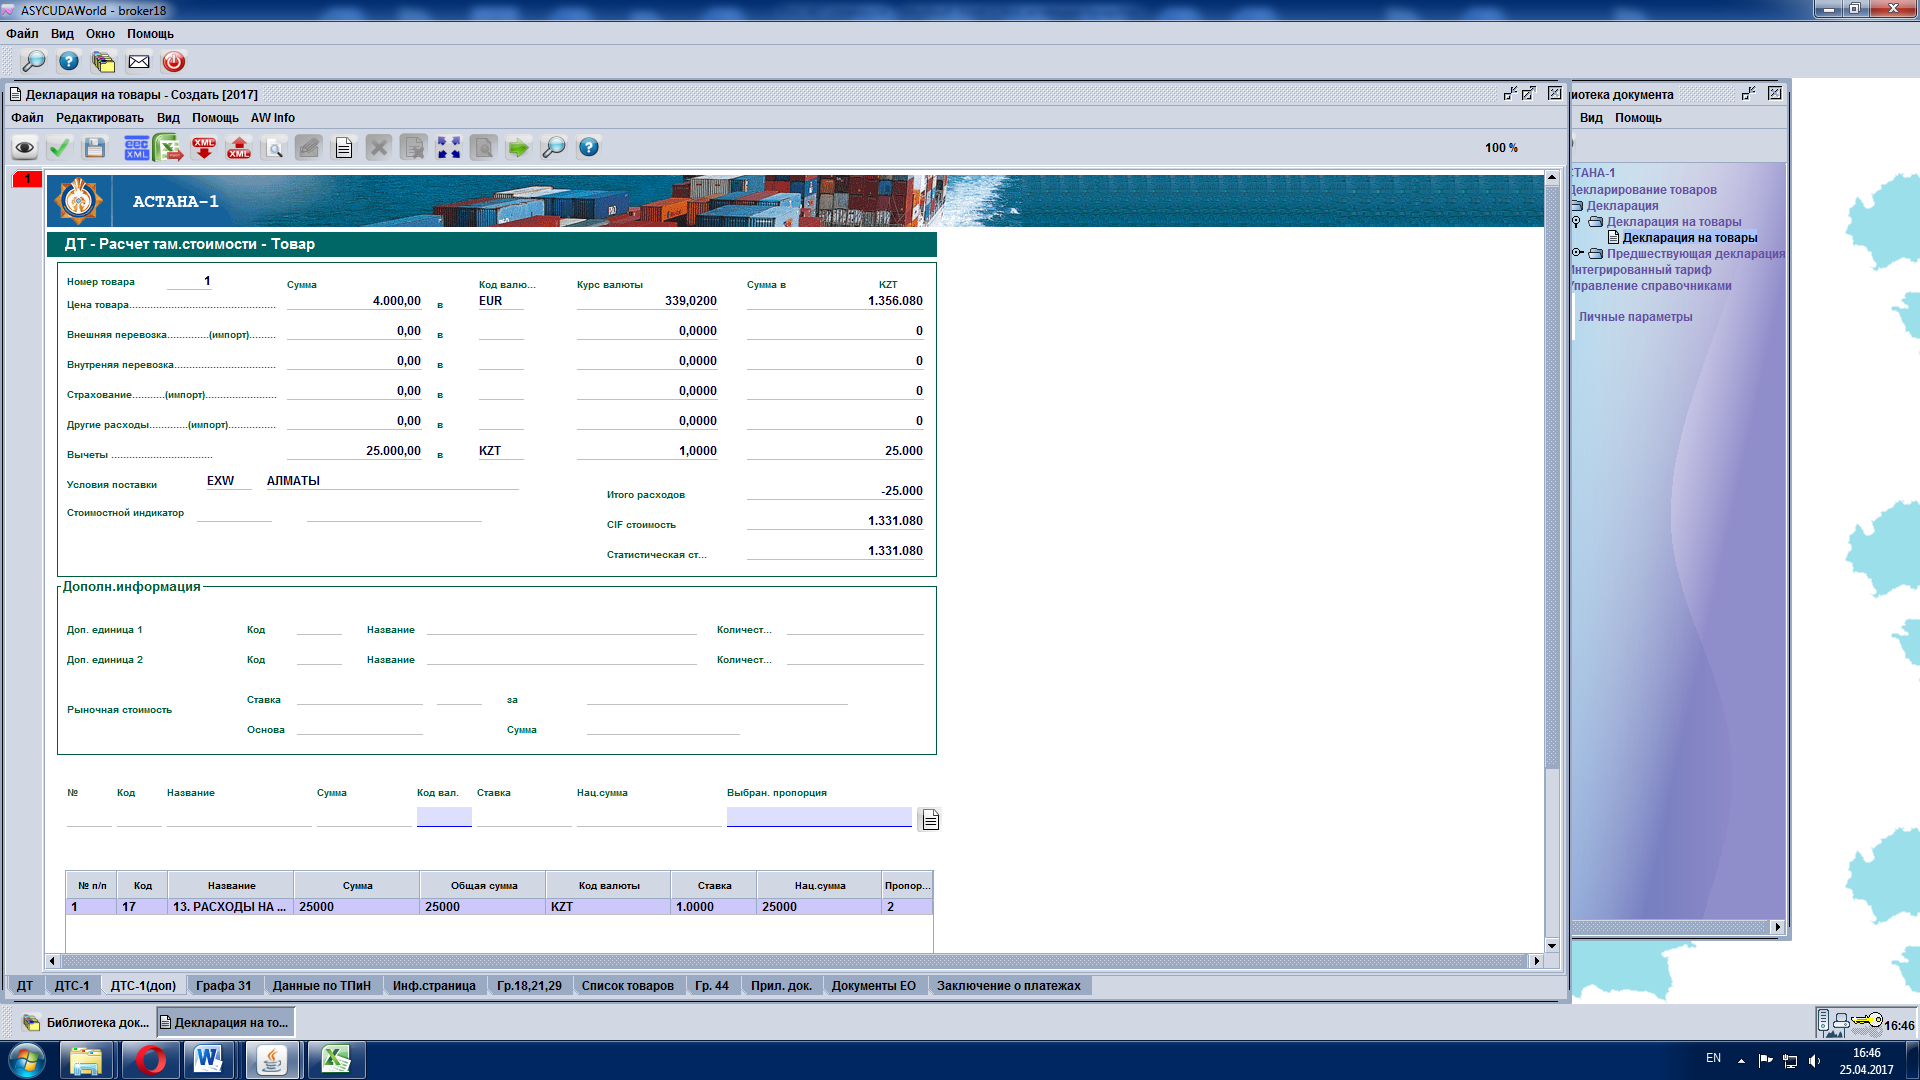 ASYCUDAWorld - broker18
Файл Вид Окно Помощь
Декларация на товары - Создать [2017]
Файл Редактировать Вид Помощь AW Info
100 %
1
АСТАНА-1
ДТ - Расчет там.стоимости - Товар
Номер товара 1 Сумма Код валю... Курс валюты Сумма в KZT
Цена товара................................................ 4.000,00 в EUR 339,0200 1.356.080
Внешняя перевозка..............(импорт)......... 0,00 в 0,0000 0
Внутреняя перевозка.................................. 0,00 в 0,0000 0
Страхование...........(импорт)........................ 0,00 в 0,0000 0
Другие расходы.............(импорт)................ 0,00 в 0,0000 0
Вычеты .................................. 25.000,00 в KZT 1,0000 25.000
Условия поставки EXW АЛМАТЫ
Итого расходов -25.000
Стоимостной индикатор
CIF стоимость 1.331.080
Статистическая ст... 1.331.080
Дополн.информация
Доп. единица 1 Код Название Количест...
Доп. единица 2 Код Название Количест...
Рыночная стоимость
Ставка за
Основа Сумма
№ Код Название Сумма Код вал. Ставка Нац.сумма Выбран. пропорция
№ п/п Код Название Сумма Общая сумма Код валюты Ставка Нац.сумма Пропор...
1 17 13. РАСХОДЫ НА ... 25000 25000 KZT 1.0000 25000 2
ДТ ДТС-1 ДТС-1(доп) Графа 31 Данные по ТПиН Инф.страница Гр.18,21,29 Список товаров Гр. 44 Прил. док. Документы ЕО Заключение о платежах
иотека документа
Вид Помощь
СТАНА-1
Декларирование товаров
Декларация
Декларация на товары
Декларация на товары
Предшествующая декларация
Интегрированный тариф
Управление справочниками
Личные параметры
Библиотека док... Декларация на то... 16:46
EN 16:46
25.04.2017